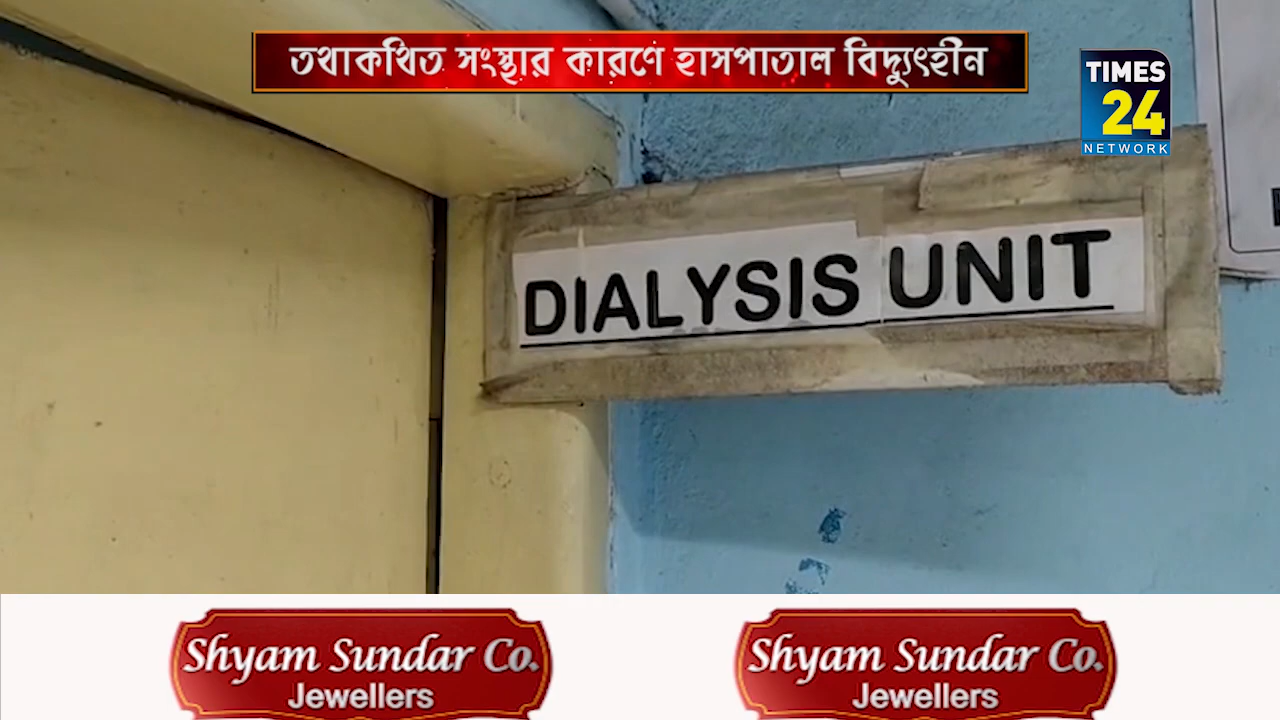 তথাকথিত সংস্থার কারণে হাসপাতাল বিদ্যুৎহীন
TIMES
24
NETWORK
DIALYSIS UNIT
Shyam Sundar Co.
Jewellers
Shyam Sundar Co.
Jewellers